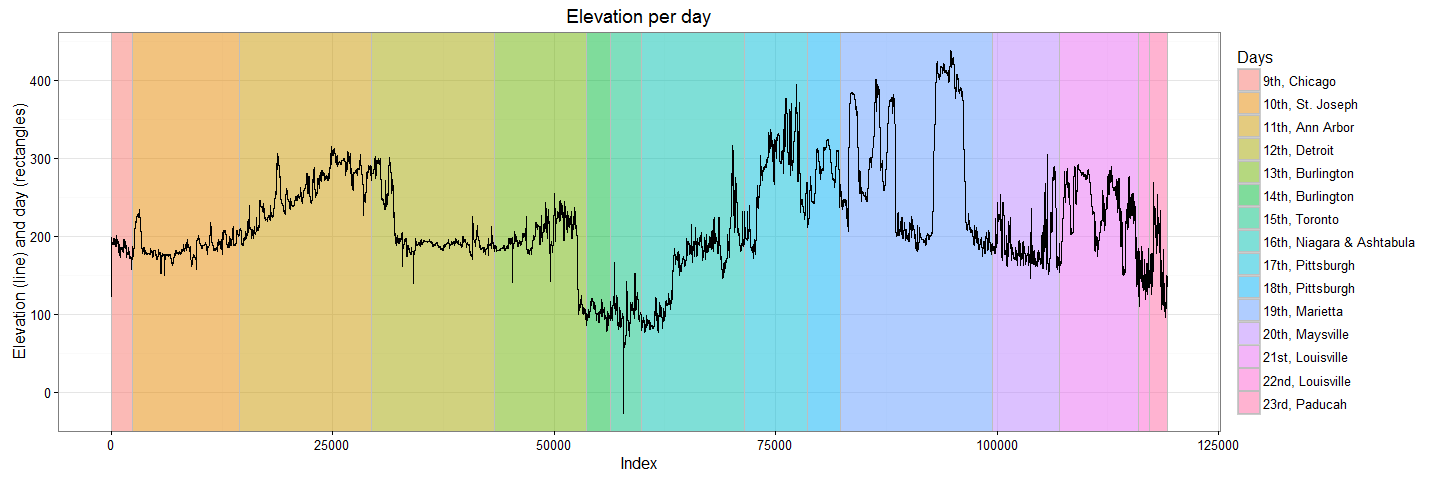 Elevation per day
Elevation (line) and day (rectangles)
400
300
200
100
0
0
25000
50000
75000
100000
125000
Index
Days
9th, Chicago
10th, St. Joseph
11th, Ann Arbor
12th, Detroit
13th, Burlington
14th, Burlington
15th, Toronto
16th, Niagara & Ashtabula
17th, Pittsburgh
18th, Pittsburgh
19th, Marietta
20th, Maysville
21st, Louisville
22nd, Louisville
23rd, Paducah